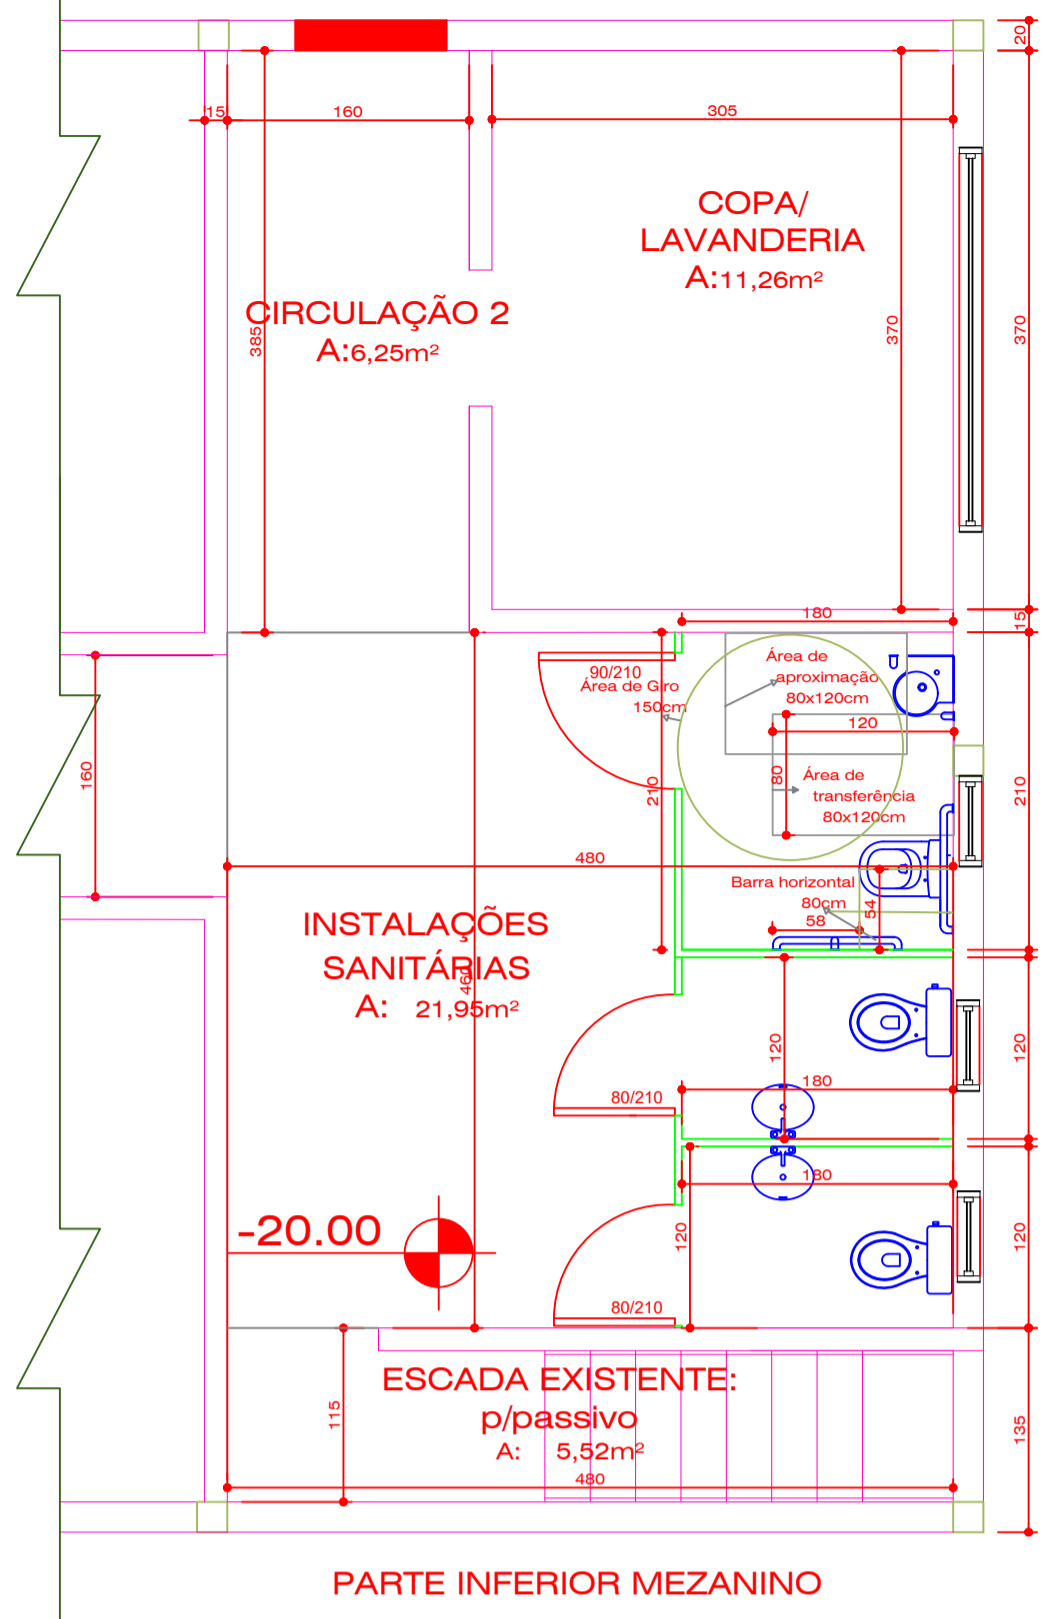 20
15
160
305
COPA/
LAVANDERIA
A:11,26m²
CIRCULAÇÃO 2
A:6,25m²
385
370
370
180
15
90/210
Área de Giro
150cm
Área de
aproximação
80x120cm
120
160
80
210
Área de
transferência
80x120cm
210
480
Barra horizontal
80cm
58
54
INSTALAÇÕES
SANITÁRIAS
A: 21,95m²
460
120
120
180
80/210
180
-20.00
120
120
80/210
ESCADA EXISTENTE:
p/passivo
A: 5,52m²
115
135
480
PARTE INFERIOR MEZANINO